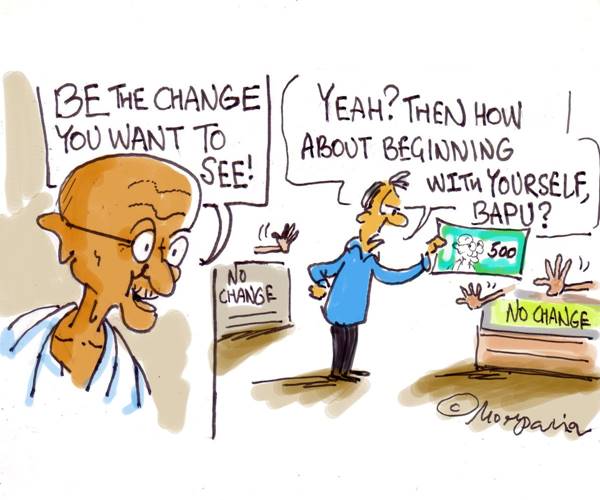 BE THE CHANGE
YOU WANT TO
SEE!
YEAH? THEN HOW
ABOUT BEGINNING
WITH YOURSELF,
BAPU?
500
NO
CHANGE
NO CHANGE
© Morparia